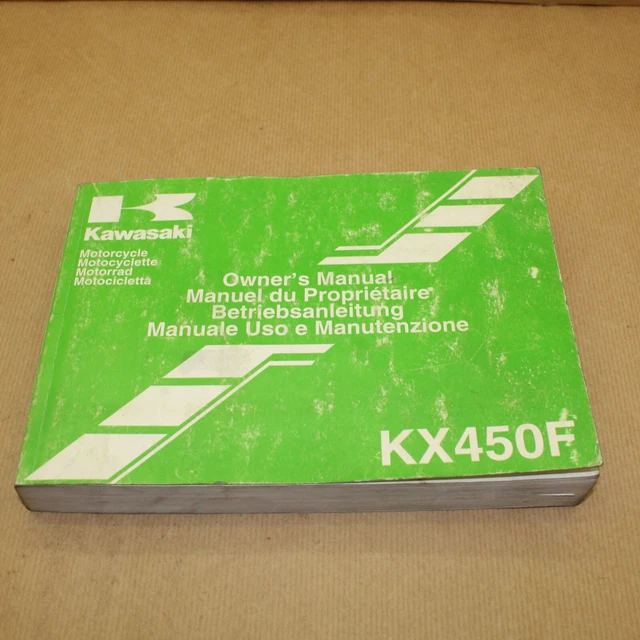 Kawasaki
Motorcycle
Motocyclette
Motorrad
Motocicletta
Owner's Manual
Manuel du Propriétaire
Betriebsanleitung
Manuale Uso e Manutenzione
KX450F